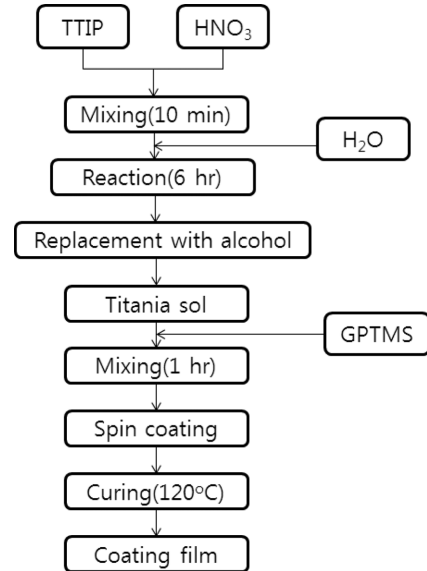 TTIP
HNO₃
Mixing(10 min)
H₂O
Reaction(6 hr)
Replacement with alcohol
Titania sol
GPTMS
Mixing(1 hr)
Spin coating
Curing(120°C)
Coating film